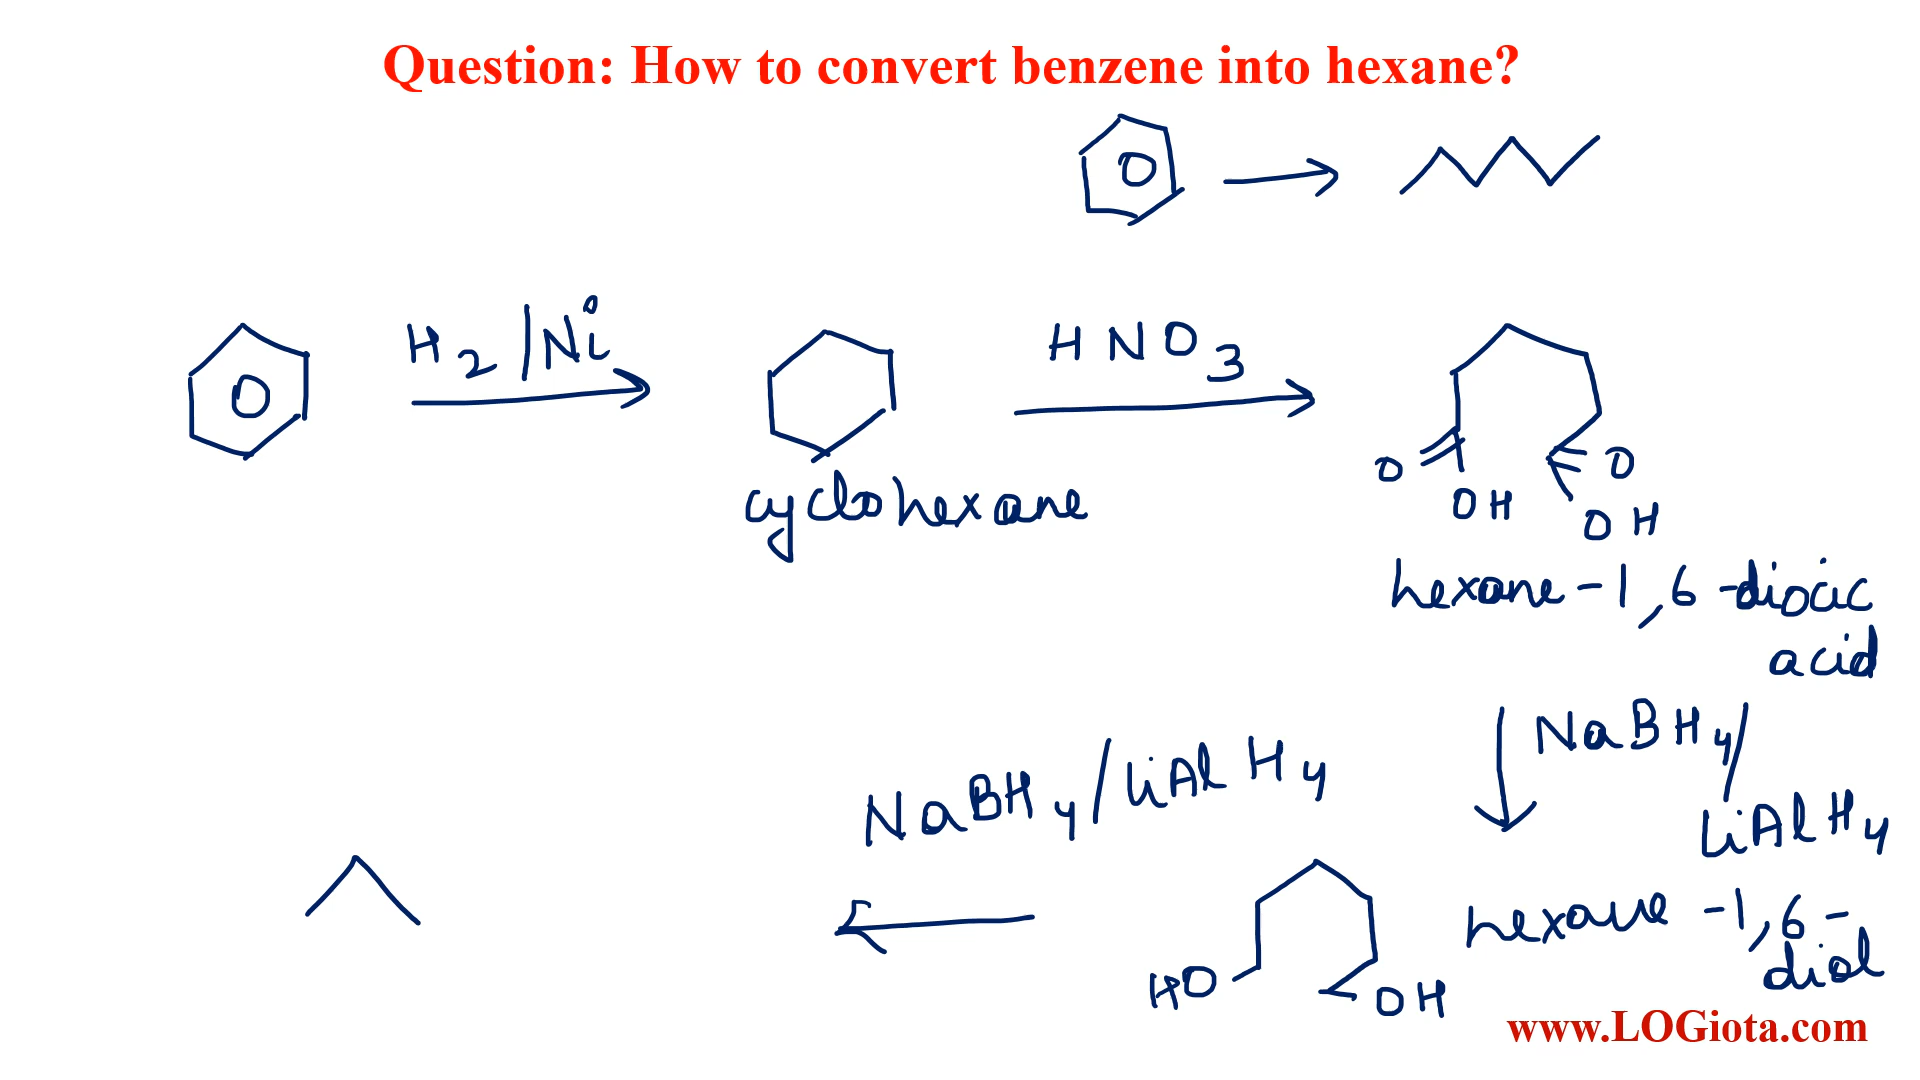 Question: How to convert benzene into hexane?
H2/Ni
HNO3
cyclohexane
O
OH
O
OH
hexane-1,6-dioic
acid
NaBH4/
LiAlH4
NaBH4/LiAlH4
hexane-1,6-
diol
HO
OH
www.LOGiota.com